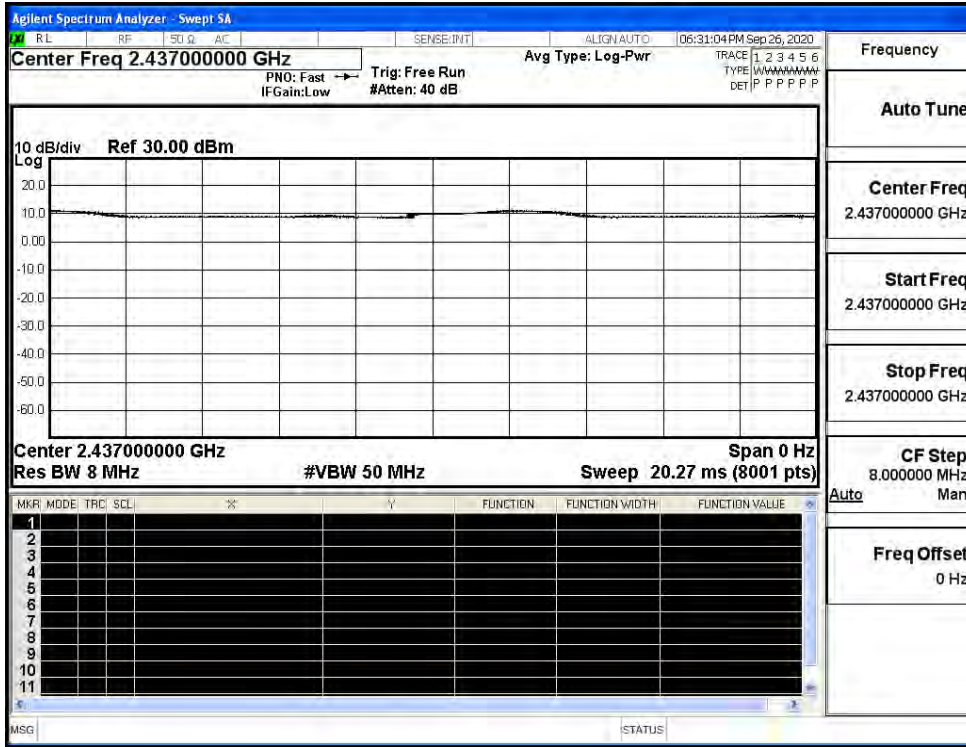 Agilent Spectrum Analyzer - Swept SA
RL RF 50 Ω AC SENSE:INT ALIGN AUTO 06:31:04 PM Sep 26, 2020
Center Freq 2.437000000 GHz
PNO: Fast
IFGain:Low
Trig: Free Run
#Atten: 40 dB
Avg Type: Log-Pwr
TRACE 1 2 3 4 5 6
TYPE
DET P P P P P P
10 dB/div
Log
Ref 30.00 dBm
20.0
10.0
0.00
-10.0
-20.0
-30.0
-40.0
-50.0
-60.0
Center 2.437000000 GHz
Span 0 Hz
Res BW 8 MHz
#VBW 50 MHz
Sweep 20.27 ms (8001 pts)
MKR MODE TRC SCL X Y FUNCTION FUNCTION WIDTH FUNCTION VALUE
1
2
3
4
5
6
7
8
9
10
11
MSG
STATUS
Frequency
Auto Tune
Center Freq
2.437000000 GHz
Start Freq
2.437000000 GHz
Stop Freq
2.437000000 GHz
CF Step
8.000000 MHz
Auto Man
Freq Offset
0 Hz